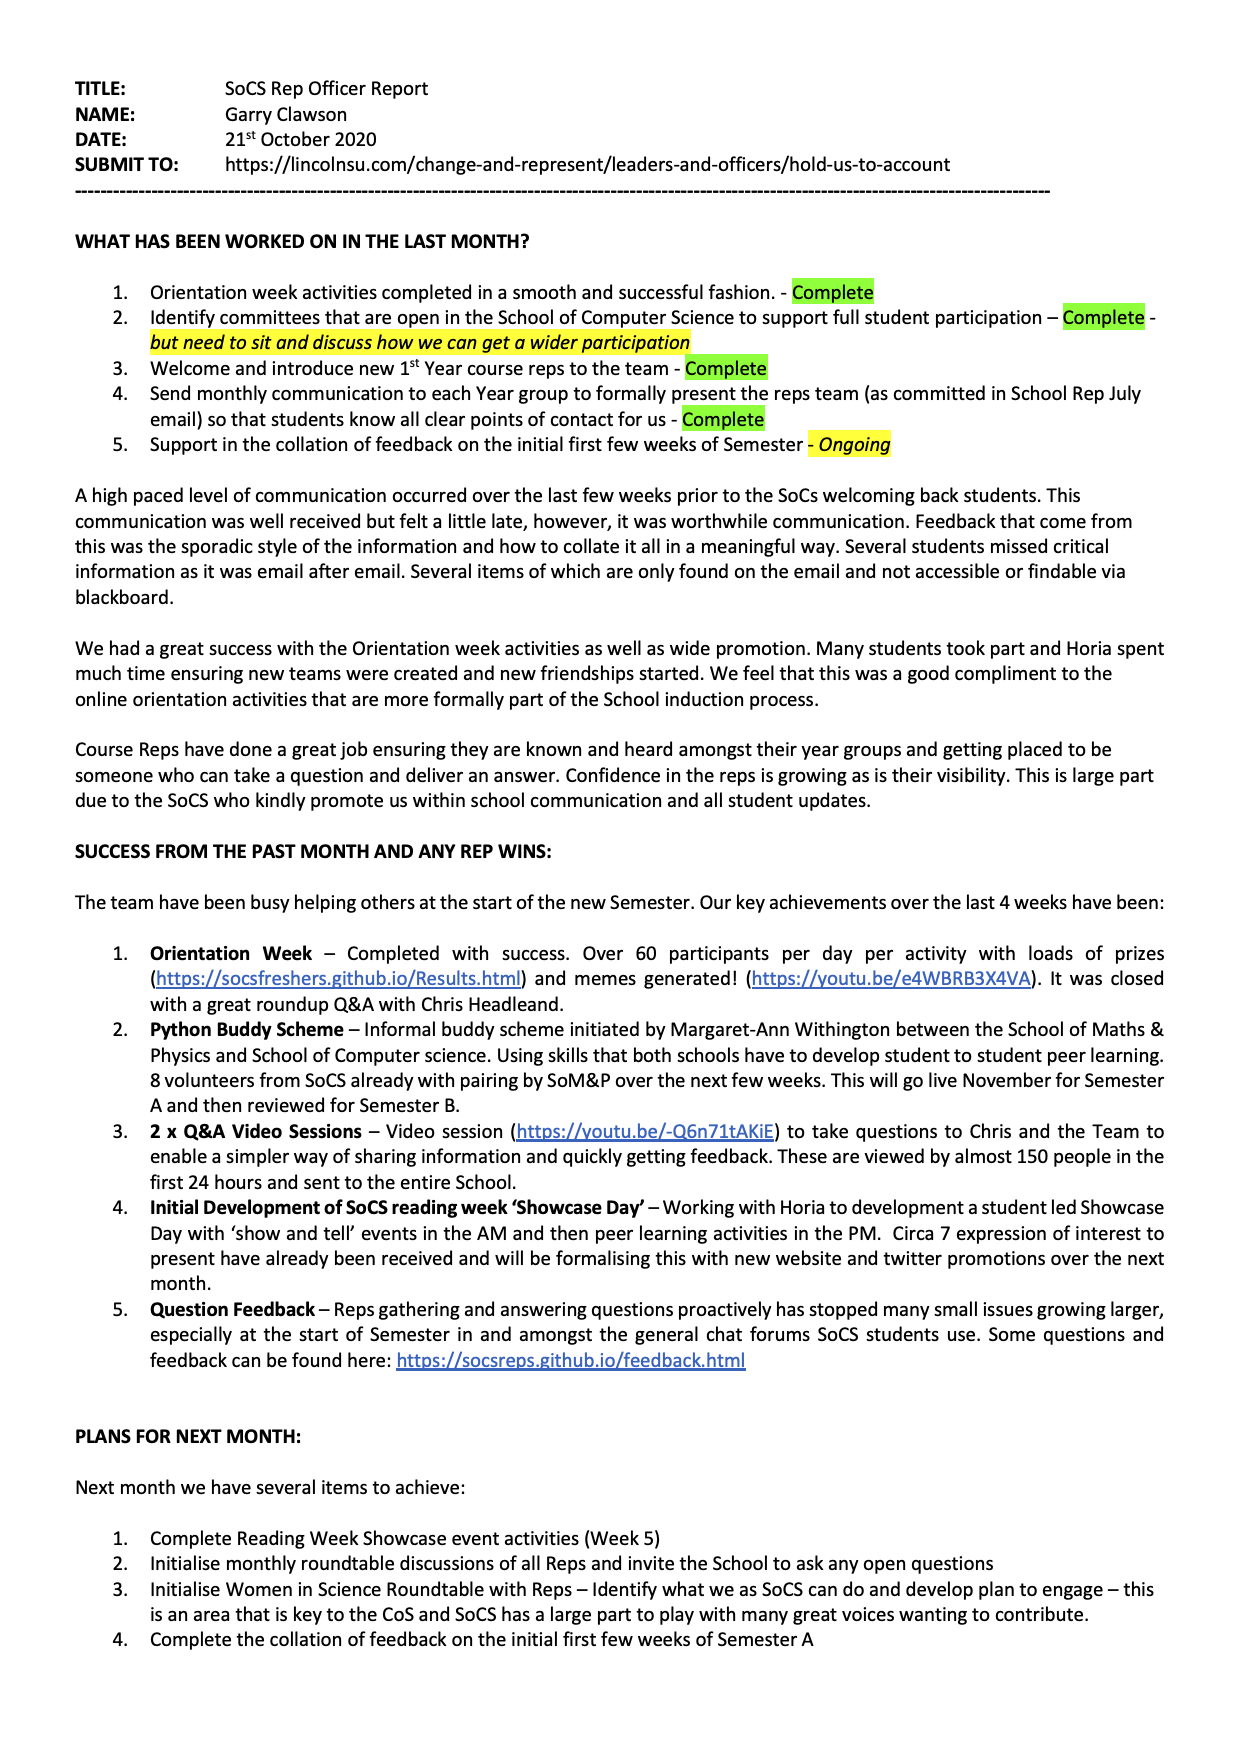 TITLE: SoCS Rep Officer Report
NAME: Garry Clawson
DATE: 21st October 2020
SUBMIT TO: https://lincolnsu.com/change-and-represent/leaders-and-officers/hold-us-to-account
---------------------------------------------------------------------------------------------------------------------------------------------------------------
WHAT HAS BEEN WORKED ON IN THE LAST MONTH?
1. Orientation week activities completed in a smooth and successful fashion. - Complete
2. Identify committees that are open in the School of Computer Science to support full student participation – Complete -
but need to sit and discuss how we can get a wider participation
3. Welcome and introduce new 1st Year course reps to the team - Complete
4. Send monthly communication to each Year group to formally present the reps team (as committed in School Rep July
email) so that students know all clear points of contact for us - Complete
5. Support in the collation of feedback on the initial first few weeks of Semester - Ongoing
A high paced level of communication occurred over the last few weeks prior to the SoCs welcoming back students. This
communication was well received but felt a little late, however, it was worthwhile communication. Feedback that come from
this was the sporadic style of the information and how to collate it all in a meaningful way. Several students missed critical
information as it was email after email. Several items of which are only found on the email and not accessible or findable via
blackboard.
We had a great success with the Orientation week activities as well as wide promotion. Many students took part and Horia spent
much time ensuring new teams were created and new friendships started. We feel that this was a good compliment to the
online orientation activities that are more formally part of the School induction process.
Course Reps have done a great job ensuring they are known and heard amongst their year groups and getting placed to be
someone who can take a question and deliver an answer. Confidence in the reps is growing as is their visibility. This is large part
due to the SoCS who kindly promote us within school communication and all student updates.
SUCCESS FROM THE PAST MONTH AND ANY REP WINS:
The team have been busy helping others at the start of the new Semester. Our key achievements over the last 4 weeks have been:
1. Orientation Week – Completed with success. Over 60 participants per day per activity with loads of prizes
(https://socsfreshers.github.io/Results.html) and memes generated! (https://youtu.be/e4WBRB3X4VA). It was closed
with a great roundup Q&A with Chris Headleand.
2. Python Buddy Scheme – Informal buddy scheme initiated by Margaret-Ann Withington between the School of Maths &
Physics and School of Computer science. Using skills that both schools have to develop student to student peer learning.
8 volunteers from SoCS already with pairing by SoM&P over the next few weeks. This will go live November for Semester
A and then reviewed for Semester B.
3. 2 x Q&A Video Sessions – Video session (https://youtu.be/-Q6n71tAKiE) to take questions to Chris and the Team to
enable a simpler way of sharing information and quickly getting feedback. These are viewed by almost 150 people in the
first 24 hours and sent to the entire School.
4. Initial Development of SoCS reading week ‘Showcase Day’ – Working with Horia to development a student led Showcase
Day with ‘show and tell’ events in the AM and then peer learning activities in the PM. Circa 7 expression of interest to
present have already been received and will be formalising this with new website and twitter promotions over the next
month.
5. Question Feedback – Reps gathering and answering questions proactively has stopped many small issues growing larger,
especially at the start of Semester in and amongst the general chat forums SoCS students use. Some questions and
feedback can be found here: https://socsreps.github.io/feedback.html
PLANS FOR NEXT MONTH:
Next month we have several items to achieve:
1. Complete Reading Week Showcase event activities (Week 5)
2. Initialise monthly roundtable discussions of all Reps and invite the School to ask any open questions
3. Initialise Women in Science Roundtable with Reps – Identify what we as SoCS can do and develop plan to engage – this
is an area that is key to the CoS and SoCS has a large part to play with many great voices wanting to contribute.
4. Complete the collation of feedback on the initial first few weeks of Semester A